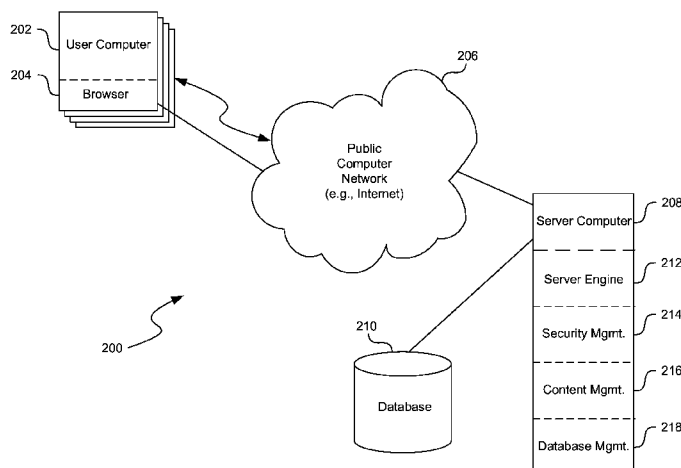 202
User Computer
204
Browser
206
Public
Computer
Network
(e.g., Internet)
208
Server Computer
212
Server Engine
214
Security Mgmt.
216
Content Mgmt.
218
Database Mgmt.
210
Database
200